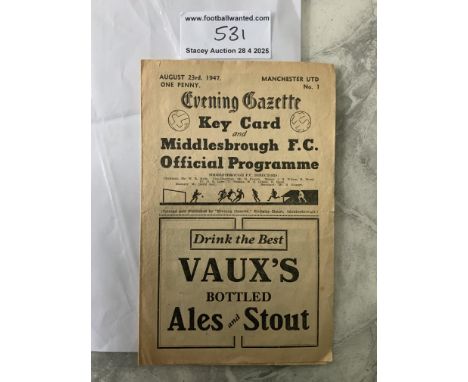 www.footballwanted.com
531
Stacey Auction 28 4 2025
AUGUST 23rd, 1947. MANCHESTER UTD
ONE PENNY. No. 1
Evening Gazette
Key Card
and
Middlesbrough F.C.
Official Programme
MIDDLESBROUGH F.C. DIRECTORS
Drink the Best
VAUX'S
BOTTLED
Ales and Stout